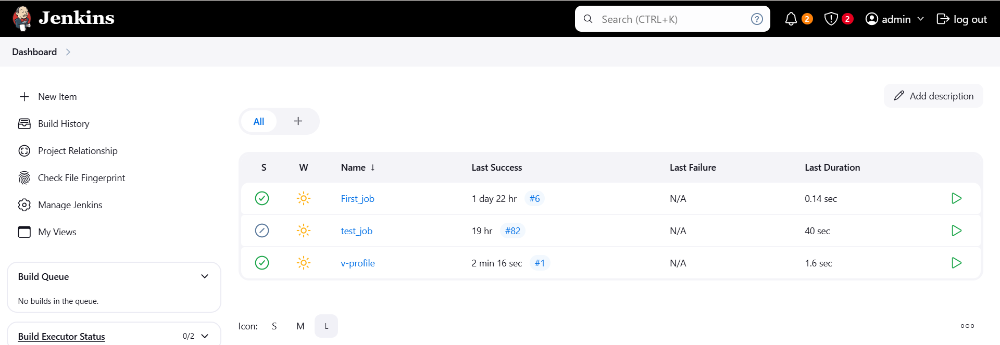 Jenkins
Search (CTRL+K)
?
2
2
admin
log out
Dashboard
New Item
Build History
Project Relationship
Check File Fingerprint
Manage Jenkins
My Views
Build Queue
No builds in the queue.
Build Executor Status 0/2
Add description
All +
S W Name ↓ Last Success Last Failure Last Duration
First_job 1 day 22 hr #6 N/A 0.14 sec
test_job 19 hr #82 N/A 40 sec
v-profile 2 min 16 sec #1 N/A 1.6 sec
Icon: S M L